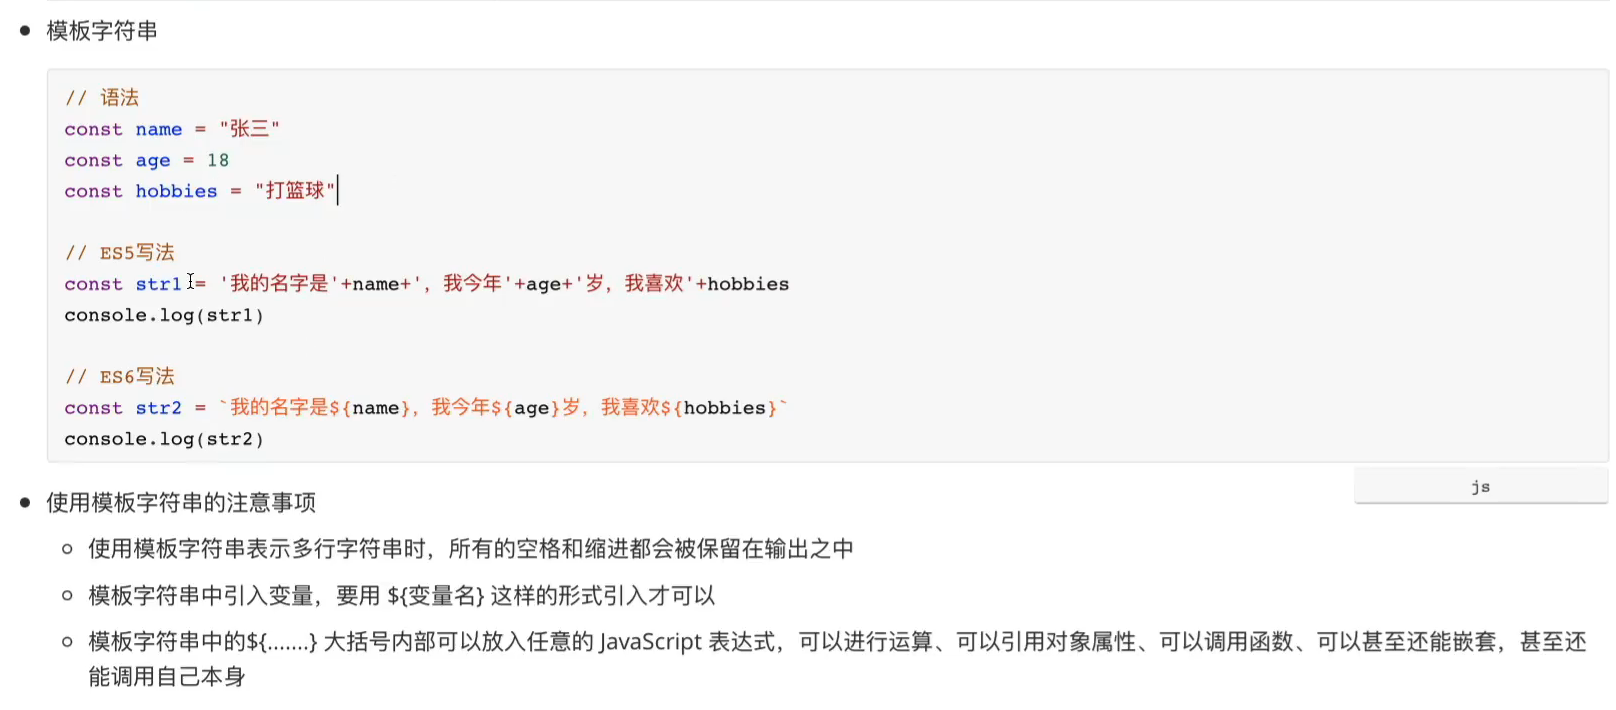 模板字符串
// 语法
const name = "张三"
const age = 18
const hobbies = "打篮球"
// ES5写法
const str1 = '我的名字是'+name+', 我今年'+age+'岁, 我喜欢'+hobbies
console.log(str1)
// ES6写法
const str2 = `我的名字是${name}, 我今年${age}岁, 我喜欢${hobbies}`
console.log(str2)
js
使用模板字符串的注意事项
使用模板字符串表示多行字符串时，所有的空格和缩进都会被保留在输出之中
模板字符串中引入变量，要用 ${变量名} 这样的形式引入才可以
模板字符串中的${.......} 大括号内部可以放入任意的 JavaScript 表达式，可以进行运算、可以引用对象属性、可以调用函数、可以甚至还能嵌套，甚至还
能调用自己本身